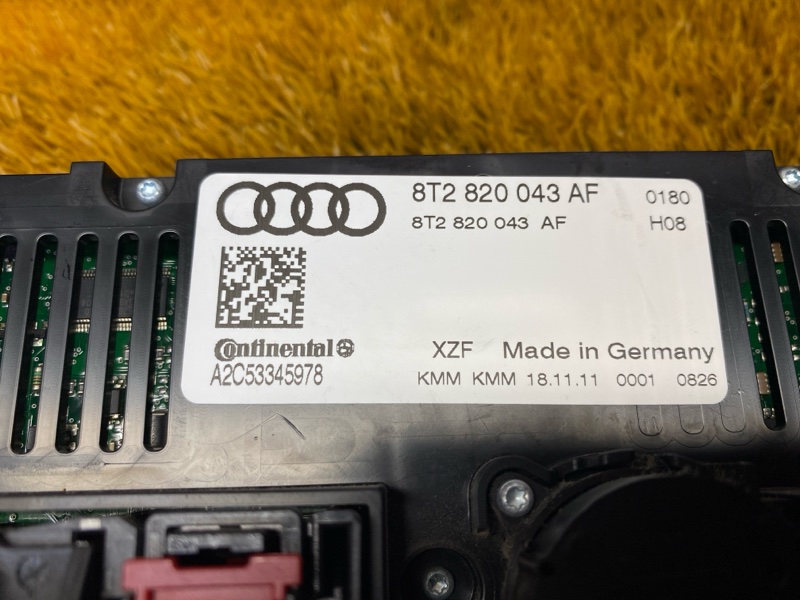 8T2 820 043 AF 0180
8T2 820 043 AF H08
Continental
XZF Made in Germany
A2C53345978
KMM KMM 18.11.11 0001 0826